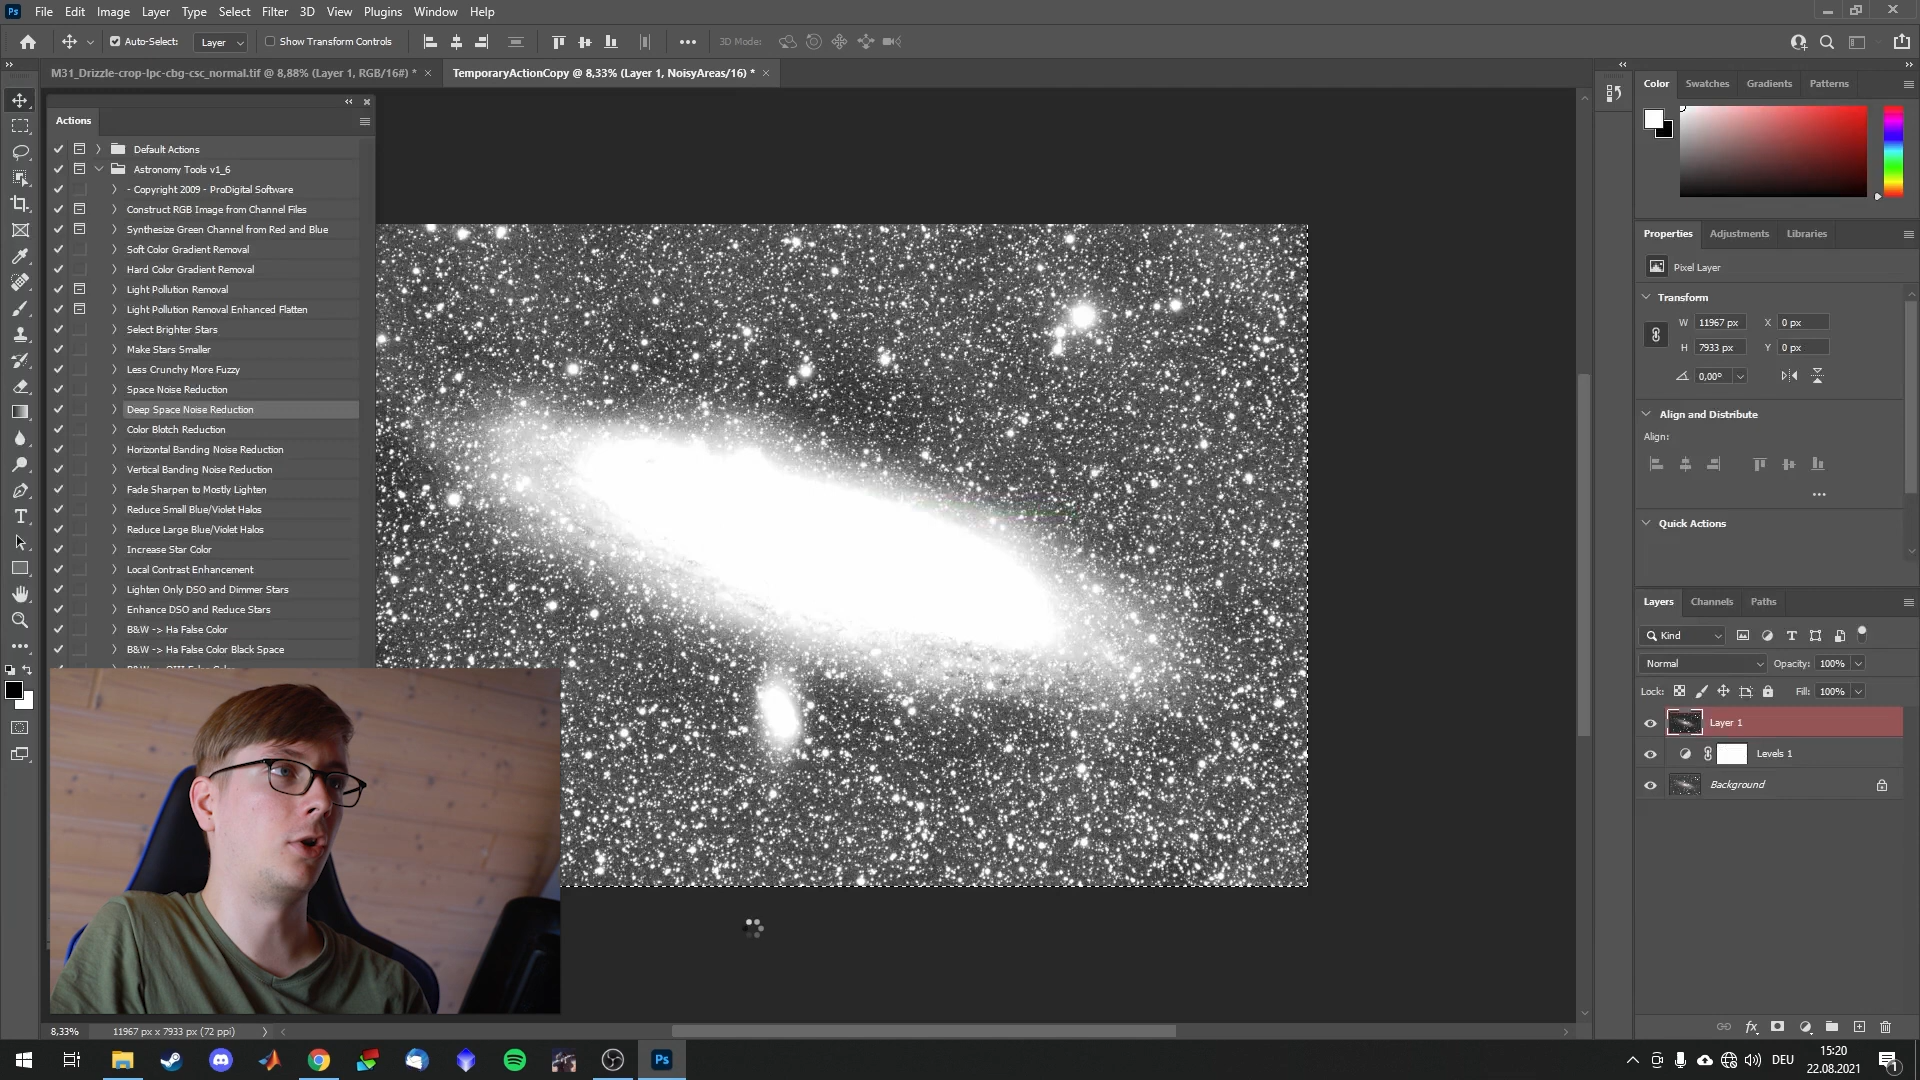 Ps File Edit Image Layer Type Select Filter 3D View Plugins Window Help
Auto-Select: Layer Show Transform Controls 3D Mode:
M31_Drizzle-crop-lpc-cbg-csc_normal.tif @ 8,88% (Layer 1, RGB/16#) *
TemporaryActionCopy @ 8,33% (Layer 1, NoisyAreas/16) *
Actions
Default Actions
Astronomy Tools v1_6
- Copyright 2009 - ProDigital Software
Construct RGB Image from Channel Files
Synthesize Green Channel from Red and Blue
Soft Color Gradient Removal
Hard Color Gradient Removal
Light Pollution Removal
Light Pollution Removal Enhanced Flatten
Select Brighter Stars
Make Stars Smaller
Less Crunchy More Fuzzy
Space Noise Reduction
Deep Space Noise Reduction
Color Blotch Reduction
Horizontal Banding Noise Reduction
Vertical Banding Noise Reduction
Fade Sharpen to Mostly Lighten
Reduce Small Blue/Violet Halos
Reduce Large Blue/Violet Halos
Increase Star Color
Local Contrast Enhancement
Lighten Only DSO and Dimmer Stars
Enhance DSO and Reduce Stars
B&W -> Ha False Color
B&W -> Ha False Color Black Space
Color Swatches Gradients Patterns
Properties Adjustments Libraries
Pixel Layer
Transform
W 11967 px X 0 px
H 7933 px Y 0 px
0,00°
Align and Distribute
Align:
Quick Actions
Layers Channels Paths
Kind
Normal Opacity: 100%
Lock: Fill: 100%
Layer 1
Levels 1
Background
8,33% 11967 px x 7933 px (72 ppi)
Ps
DEU
15:20
22.08.2021
1